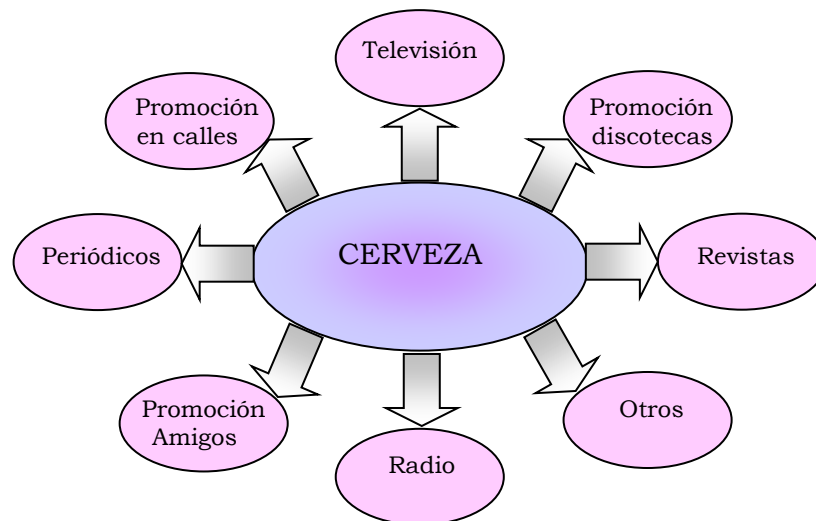 Televisión
Promoción
en calles
Promoción
discotecas
Periódicos
CERVEZA
Revistas
Promoción
Amigos
Radio
Otros